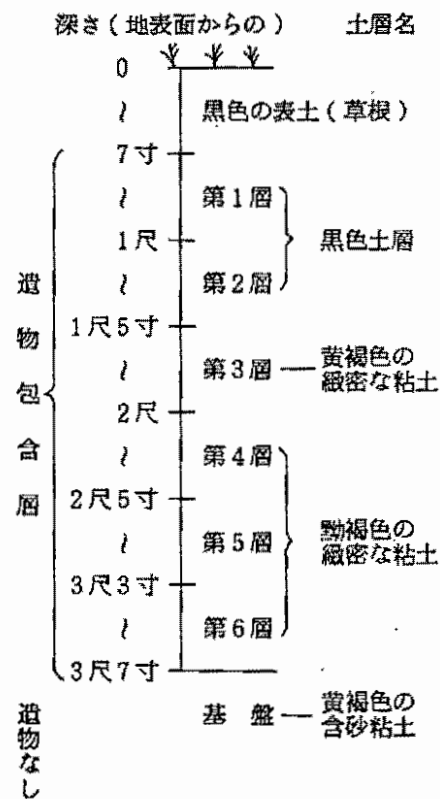 深さ(地表面からの) 土層名
0
〜 黒色の表土(草根)
7寸
〜 第1層
1尺 黒色土層
〜 第2層
1尺5寸
〜 第3層 黄褐色の
緻密な粘土
2尺
〜 第4層
2尺5寸
〜 第5層 黝褐色の
緻密な粘土
3尺3寸
〜 第6層
3尺7寸
基盤 黄褐色の
含砂粘土
遺物包含層
遺物なし